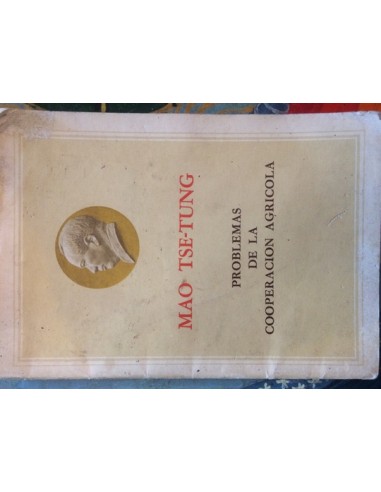 MAO TSE-TUNG
PROBLEMAS
DE LA
COOPERACION AGRICOLA